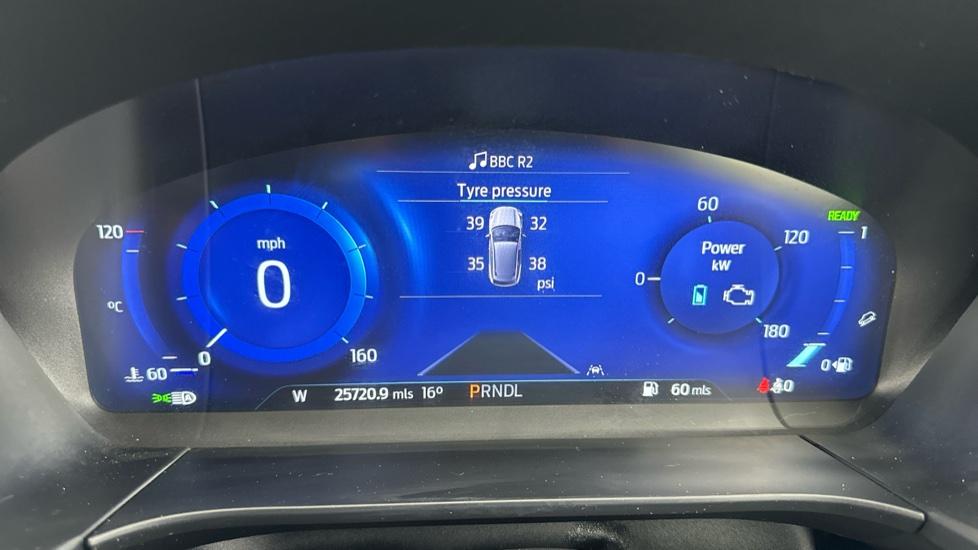 BBC R2
Tyre pressure
39 32
35 38
psi
120
°C
60
mph
0
0
160
60
0
120
180
Power
kW
READY
1
0
W 25720.9 mls 16° PRNDL 60 mls
A